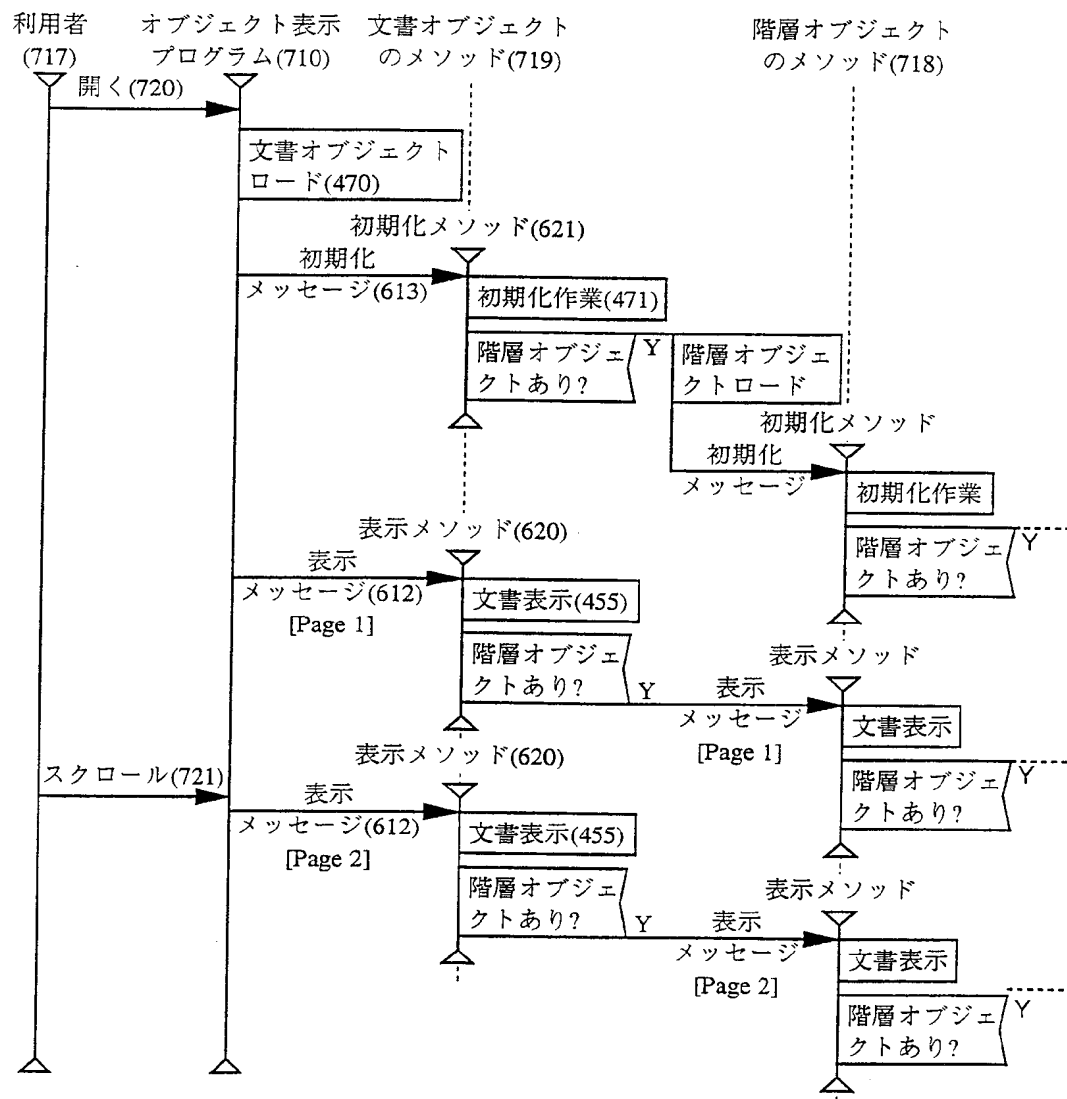 利用者
(717)
オブジェクト表示
プログラム(710)
文書オブジェクト
のメソッド(719)
階層オブジェクト
のメソッド(718)
開く(720)
文書オブジェクト
ロード(470)
初期化メソッド(621)
初期化
メッセージ(613)
初期化作業(471)
階層オブジェ
クトあり?
Y
階層オブジェ
クトロード
初期化メソッド
初期化
メッセージ
初期化作業
階層オブジェ
クトあり?
Y
表示メソッド(620)
表示
メッセージ(612)
[Page 1]
文書表示(455)
階層オブジェ
クトあり?
Y
表示メソッド
表示
メッセージ
[Page 1]
文書表示
階層オブジェ
クトあり?
Y
表示メソッド(620)
スクロール(721)
表示
メッセージ(612)
[Page 2]
文書表示(455)
階層オブジェ
クトあり?
Y
表示メソッド
表示
メッセージ
[Page 2]
文書表示
階層オブジェ
クトあり?
Y